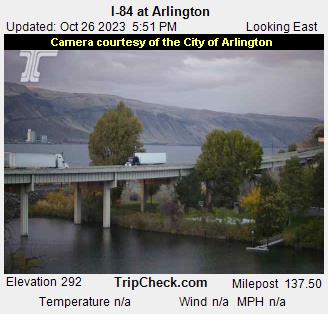 I-84 at Arlington
Updated: Oct 26 2023 5:51 PM Looking East
Camera courtesy of the City of Arlington
Elevation 292 TripCheck.com Milepost 137.50
Temperature n/a Wind n/a MPH n/a